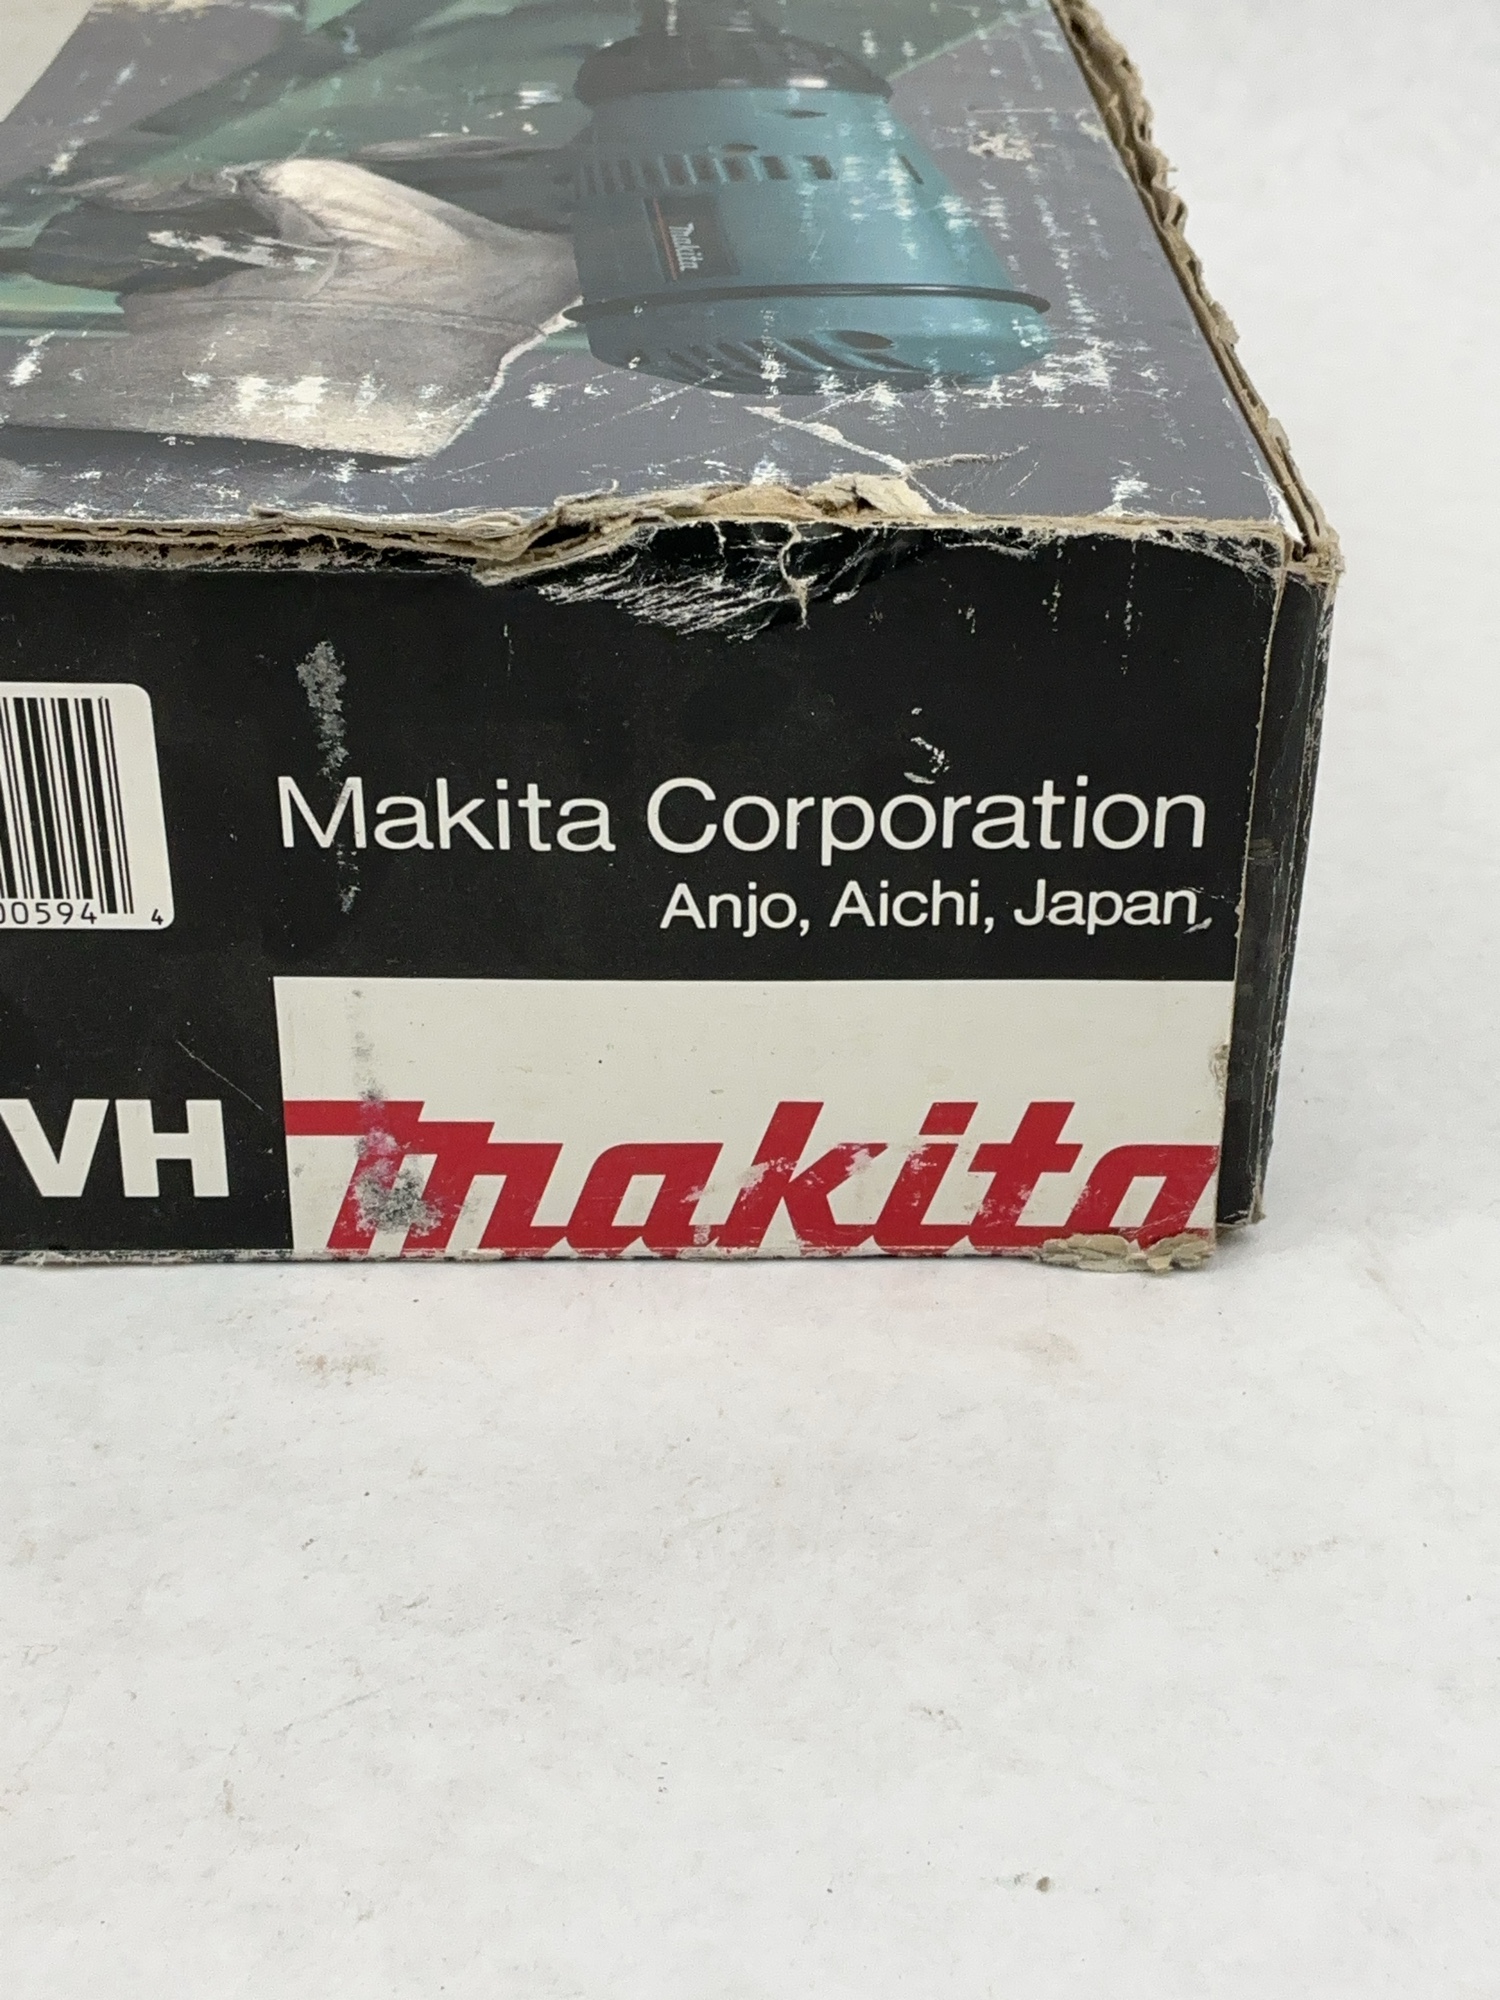 makita
Makita Corporation
Anjo, Aichi, Japan
00594 4
VH
makita